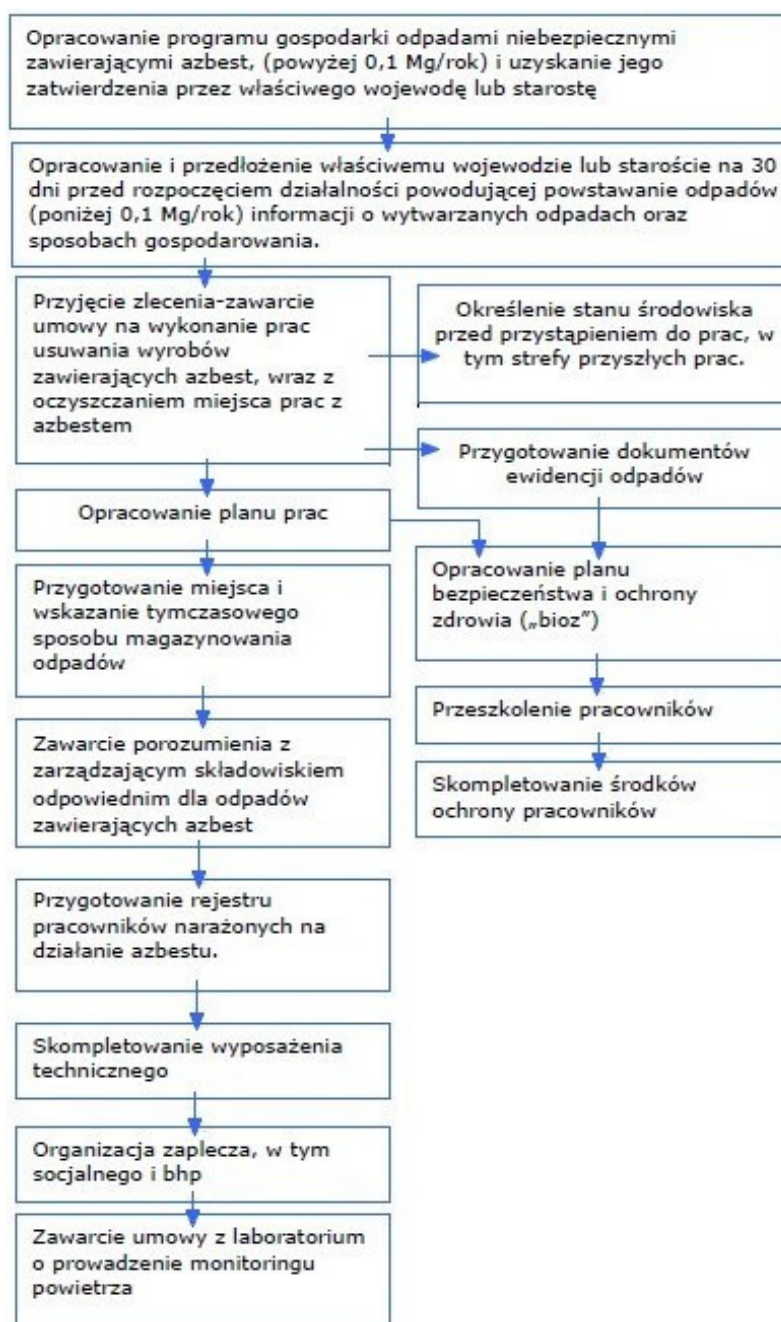 Opracowanie programu gospodarki odpadami niebezpiecznymi
zawierającymi azbest, (powyżej 0,1 Mg/rok) i uzyskanie jego
zatwierdzenia przez właściwego wojewodę lub starostę
Opracowanie i przedłożenie właściwemu wojewodzie lub staroście na 30
dni przed rozpoczęciem działalności powodującej powstawanie odpadów
(poniżej 0,1 Mg/rok) informacji o wytwarzanych odpadach oraz
sposobach gospodarowania.
Przyjęcie zlecenia-zawarcie
umowy na wykonanie prac
usuwania wyrobów
zawierających azbest, wraz z
oczyszczaniem miejsca prac z
azbestem
Określenie stanu środowiska
przed przystąpieniem do prac, w
tym strefy przyszłych prac.
Przygotowanie dokumentów
ewidencji odpadów
Opracowanie planu prac
Opracowanie planu
bezpieczeństwa i ochrony
zdrowia („bioz”)
Przygotowanie miejsca i
wskazanie tymczasowego
sposobu magazynowania
odpadów
Przeszkolenie pracowników
Zawarcie porozumienia z
zarządzającym składowiskiem
odpowiednim dla odpadów
zawierających azbest
Skompletowanie środków
ochrony pracowników
Przygotowanie rejestru
pracowników narażonych na
działanie azbestu.
Skompletowanie wyposażenia
technicznego
Organizacja zaplecza, w tym
socjalnego i bhp
Zawarcie umowy z laboratorium
o prowadzenie monitoringu
powietrza